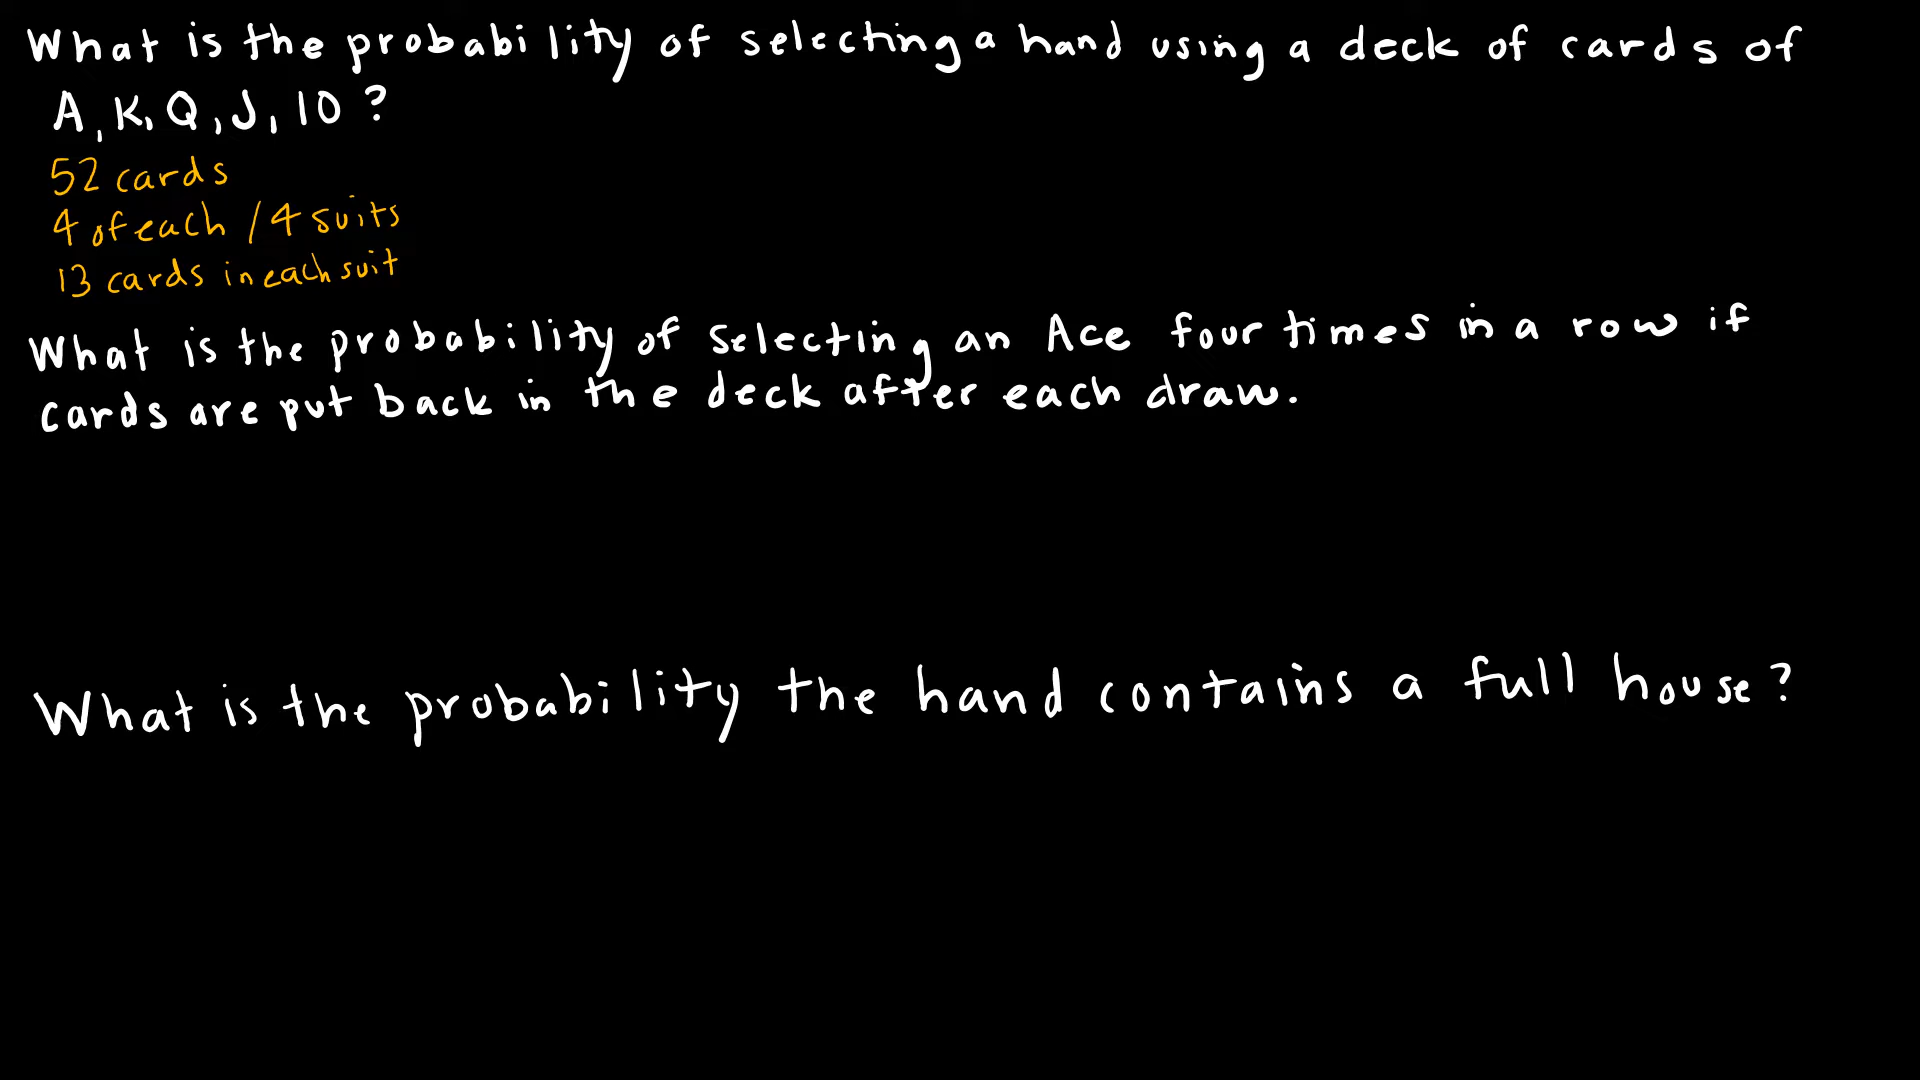 What is the probability of selecting a hand using a deck of cards of
A, K, Q, J, 10 ?
52 cards
4 of each / 4 suits
13 cards in each suit
What is the probability of selecting an Ace four times in a row if
cards are put back in the deck after each draw.
What is the probability the hand contains a full house?